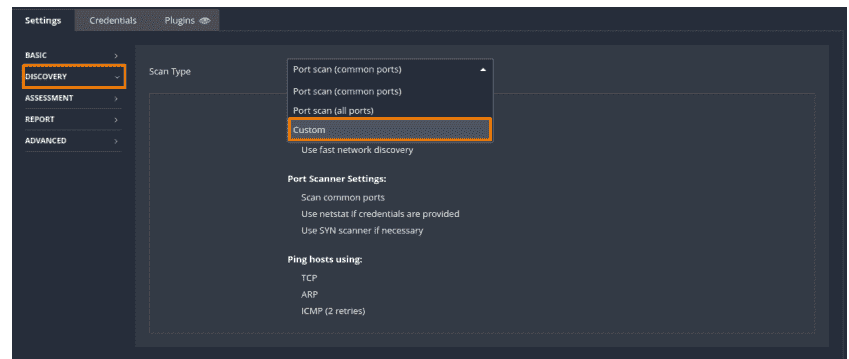 Settings
Credentials
Plugins
BASIC
DISCOVERY
ASSESSMENT
REPORT
ADVANCED
Scan Type
Port scan (common ports)
Port scan (common ports)
Port scan (all ports)
Custom
Use fast network discovery
Port Scanner Settings:
Scan common ports
Use netstat if credentials are provided
Use SYN scanner if necessary
Ping hosts using:
TCP
ARP
ICMP (2 retries)